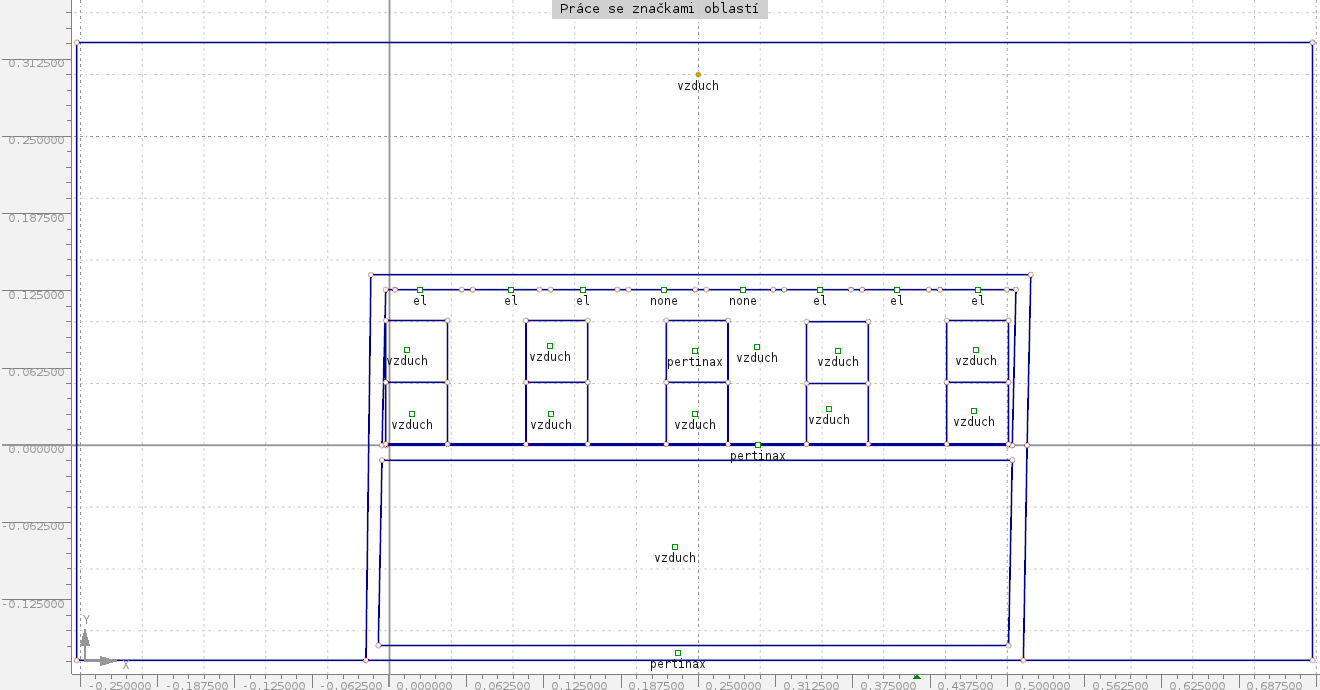 Práce se značkami oblastí
0.312500
vzduch
0.250000
0.187500
0.125000
el el el none none el el el
vzduch vzduch pertinax vzduch vzduch vzduch
0.062500
vzduch vzduch vzduch vzduch vzduch
0.000000
pertinax
-0.062500
vzduch
-0.125000
Y
X
pertinax
-0.250000 -0.187500 -0.125000 -0.062500 0.000000 0.062500 0.125000 0.187500 0.250000 0.312500 0.375000 0.437500 0.500000 0.562500 0.625000 0.687500